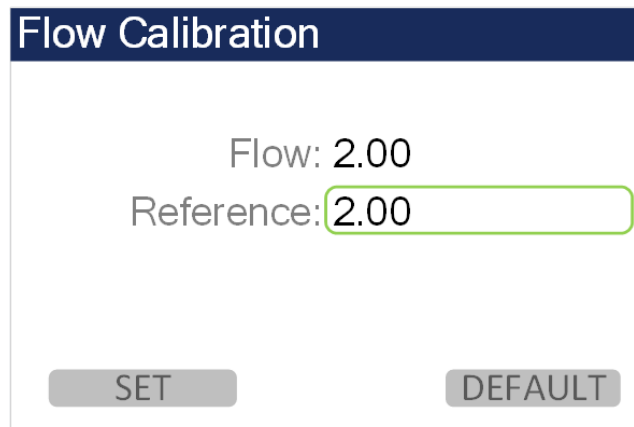 Flow Calibration
Flow: 2.00
Reference: 2.00
SET DEFAULT